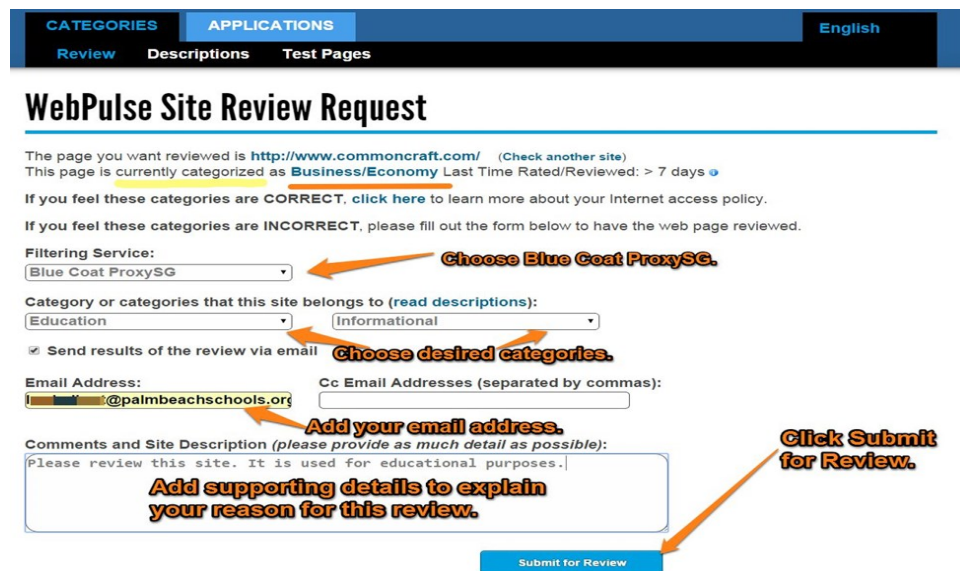 CATEGORIES APPLICATIONS English
Review Descriptions Test Pages
WebPulse Site Review Request
The page you want reviewed is http://www.commoncraft.com/ (Check another site)
This page is currently categorized as Business/Economy Last Time Rated/Reviewed: > 7 days
If you feel these categories are CORRECT, click here to learn more about your Internet access policy.
If you feel these categories are INCORRECT, please fill out the form below to have the web page reviewed.
Filtering Service:
Choose Blue Coat ProxySG.
Blue Coat ProxySG
Category or categories that this site belongs to (read descriptions):
Education Informational
Send results of the review via email
Choose desired categories.
Email Address: Cc Email Addresses (separated by commas):
@palmbeachschools.org
Add your email address.
Click Submit
for Review.
Comments and Site Description (please provide as much detail as possible):
Please review this site. It is used for educational purposes.
Add supporting details to explain
your reason for this review.
Submit for Review